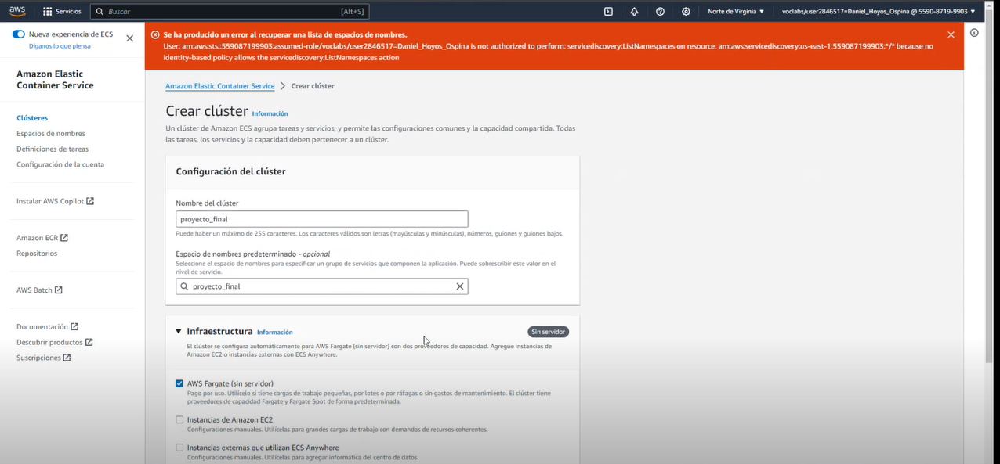 aws
Servicios
Buscar
[Alt+S]
Norte de Virginia
voclabs/user2846517=Daniel_Hoyos_Ospina @ 5590-8719-9903
Nueva experiencia de ECS
Díganos lo que piensa
Se ha producido un error al recuperar una lista de espacios de nombres.
User: arn:aws:sts::559087199903:assumed-role/voclabs/user2846517=Daniel_Hoyos_Ospina is not authorized to perform: servicediscovery:ListNamespaces on resource: arn:aws:servicediscovery:us-east-1:559087199903:*/* because no
identity-based policy allows the servicediscovery:ListNamespaces action
Amazon Elastic
Container Service
Clústeres
Espacios de nombres
Definiciones de tareas
Configuración de la cuenta
Instalar AWS Copilot
Amazon ECR
Repositorios
AWS Batch
Documentación
Descubrir productos
Suscripciones
Amazon Elastic Container Service > Crear clúster
Crear clúster Información
Un clúster de Amazon ECS agrupa tareas y servicios, y permite las configuraciones comunes y la capacidad compartida. Todas
las tareas, los servicios y la capacidad deben pertenecer a un clúster.
Configuración del clúster
Nombre del clúster
proyecto_final
Puede haber un máximo de 255 caracteres. Los caracteres válidos son letras (mayúsculas y minúsculas), números, guiones y guiones bajos.
Espacio de nombres predeterminado - opcional
Seleccione el espacio de nombres para especificar un grupo de servicios que componen la aplicación. Puede sobrescribir este valor en el
nivel de servicio.
proyecto_final
Infraestructura Información
Sin servidor
El clúster se configura automáticamente para AWS Fargate (sin servidor) con dos proveedores de capacidad. Agregue instancias de
Amazon EC2 o instancias externas con ECS Anywhere.
AWS Fargate (sin servidor)
Pago por uso. Utilícelo si tiene cargas de trabajo pequeñas, por lotes o por ráfagas o sin gastos de mantenimiento. El clúster tiene
proveedores de capacidad Fargate y Fargate Spot de forma predeterminada.
Instancias de Amazon EC2
Configuraciones manuales. Utilícelas para grandes cargas de trabajo con demandas de recursos coherentes.
Instancias externas que utilizan ECS Anywhere
Configuraciones manuales. Utilícelas para agregar informática del centro de datos.